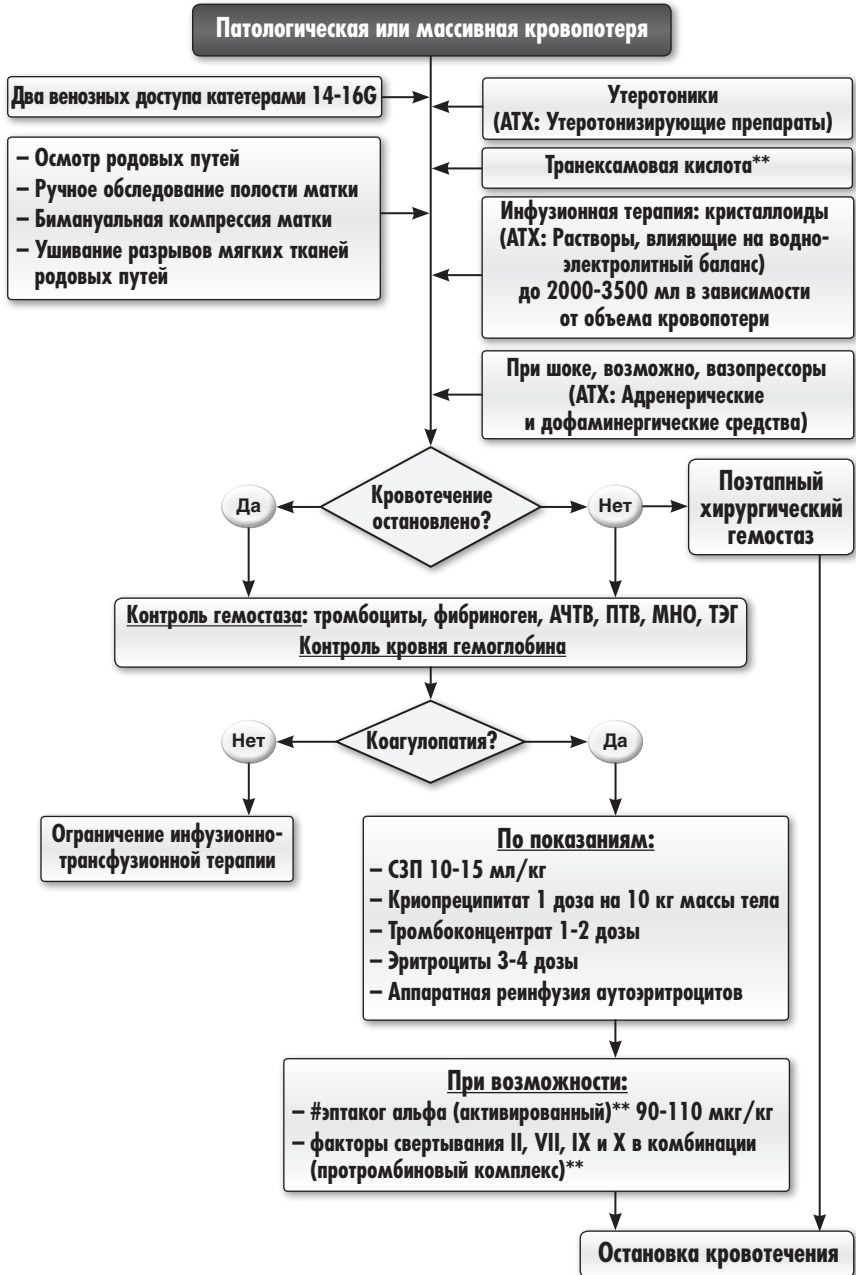 Патологическая или массивная кровопотеря
Два венозных доступа катетерами 14-16G
Утеротоники
(АТХ: Утеротонизирующие препараты)
– Осмотр родовых путей
– Ручное обследование полости матки
– Бимануальная компрессия матки
– Ушивание разрывов мягких тканей
родовых путей
Транексамовая кислота**
Инфузионная терапия: кристаллоиды
(АТХ: Растворы, влияющие на водно-
электролитный баланс)
до 2000-3500 мл в зависимости
от объема кровопотери
При шоке, возможно, вазопрессоры
(АТХ: Адренерические
и дофаминергические средства)
Да
Кровотечение
остановлено?
Нет
Поэтапный
хирургический
гемостаз
Контроль гемостаза: тромбоциты, фибриноген, АЧТВ, ПТВ, МНО, ТЭГ
Контроль кровня гемоглобина
Нет
Коагулопатия?
Да
Ограничение инфузионно-
трансфузионной терапии
По показаниям:
– СЗП 10-15 мл/кг
– Криопреципитат 1 доза на 10 кг массы тела
– Тромбоконцентрат 1-2 дозы
– Эритроциты 3-4 дозы
– Аппаратная реинфузия аутоэритроцитов
При возможности:
– #эптаког альфа (активированный)** 90-110 мкг/кг
– факторы свертывания II, VII, IX и X в комбинации
(протромбиновый комплекс)**
Остановка кровотечения